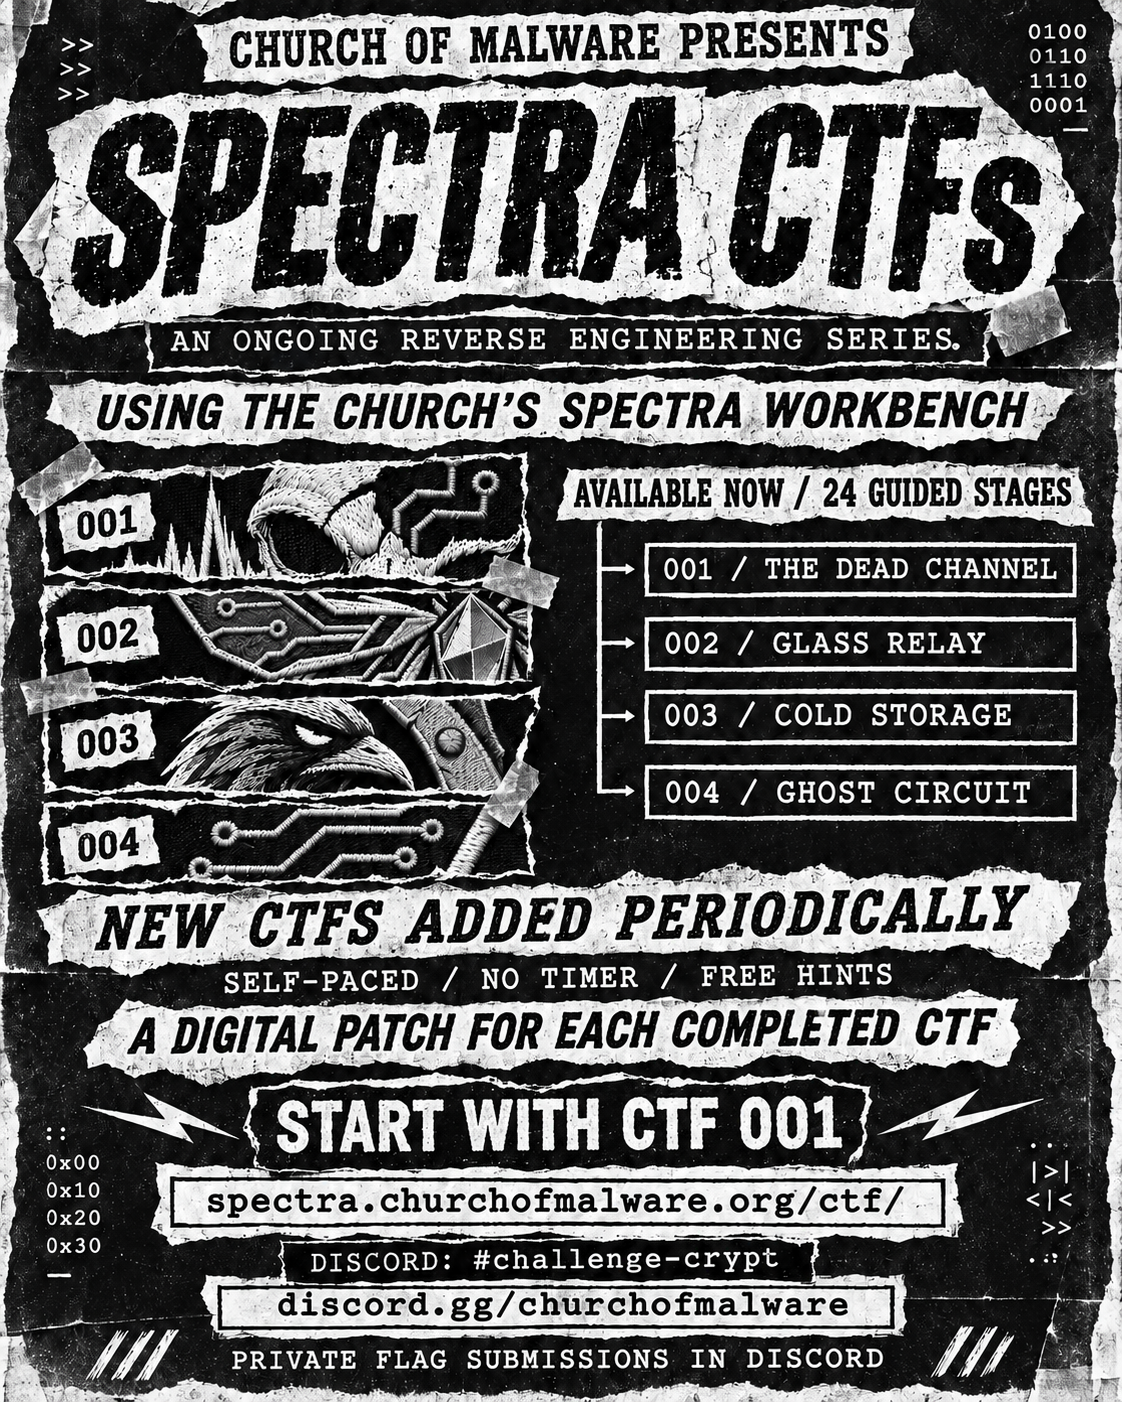 CHURCH OF MALWARE PRESENTS
>>
>>
>>
0100
0110
1110
0001
SPECTRA CTFs
AN ONGOING REVERSE ENGINEERING SERIES.
USING THE CHURCH'S SPECTRA WORKBENCH
001
002
003
004
AVAILABLE NOW / 24 GUIDED STAGES
001 / THE DEAD CHANNEL
002 / GLASS RELAY
003 / COLD STORAGE
004 / GHOST CIRCUIT
NEW CTFS ADDED PERIODICALLY
SELF-PACED / NO TIMER / FREE HINTS
A DIGITAL PATCH FOR EACH COMPLETED CTF
START WITH CTF 001
spectra.churchofmalware.org/ctf/
DISCORD: #challenge-crypt
discord.gg/churchofmalware
PRIVATE FLAG SUBMISSIONS IN DISCORD
::
0x00
0x10
0x20
0x30
|>|
<|<
>>